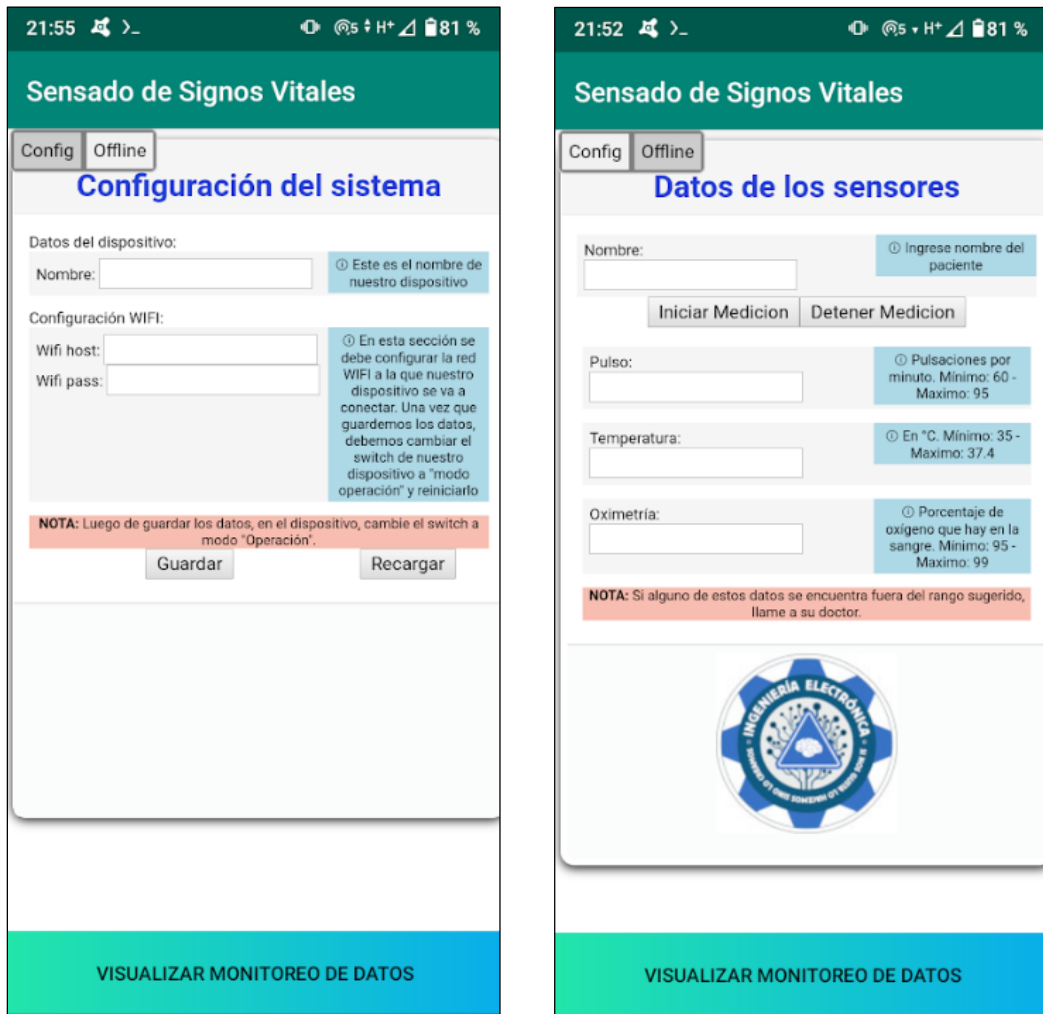 21:55 >_ 5 H+ 81 %
Sensado de Signos Vitales
Config Offline
Configuración del sistema
Datos del dispositivo:
Nombre:
ⓘ Este es el nombre de
nuestro dispositivo
Configuración WIFI:
Wifi host:
Wifi pass:
ⓘ En esta sección se
debe configurar la red
WIFI a la que nuestro
dispositivo se va a
conectar. Una vez que
guardemos los datos,
debemos cambiar el
switch de nuestro
dispositivo a "modo
operación" y reiniciarlo
NOTA: Luego de guardar los datos, en el dispositivo, cambie el switch a
modo "Operación".
Guardar Recargar
VISUALIZAR MONITOREO DE DATOS
21:52 >_ 5 H+ 81 %
Sensado de Signos Vitales
Config Offline
Datos de los sensores
Nombre:
ⓘ Ingrese nombre del
paciente
Iniciar Medicion Detener Medicion
Pulso:
ⓘ Pulsaciones por
minuto. Mínimo: 60 -
Maximo: 95
Temperatura:
ⓘ En °C. Mínimo: 35 -
Maximo: 37.4
Oximetría:
ⓘ Porcentaje de
oxígeno que hay en la
sangre. Mínimo: 95 -
Maximo: 99
NOTA: Si alguno de estos datos se encuentra fuera del rango sugerido,
llame a su doctor.
INGENIERÍA ELECTRÓNICA
VISUALIZAR MONITOREO DE DATOS